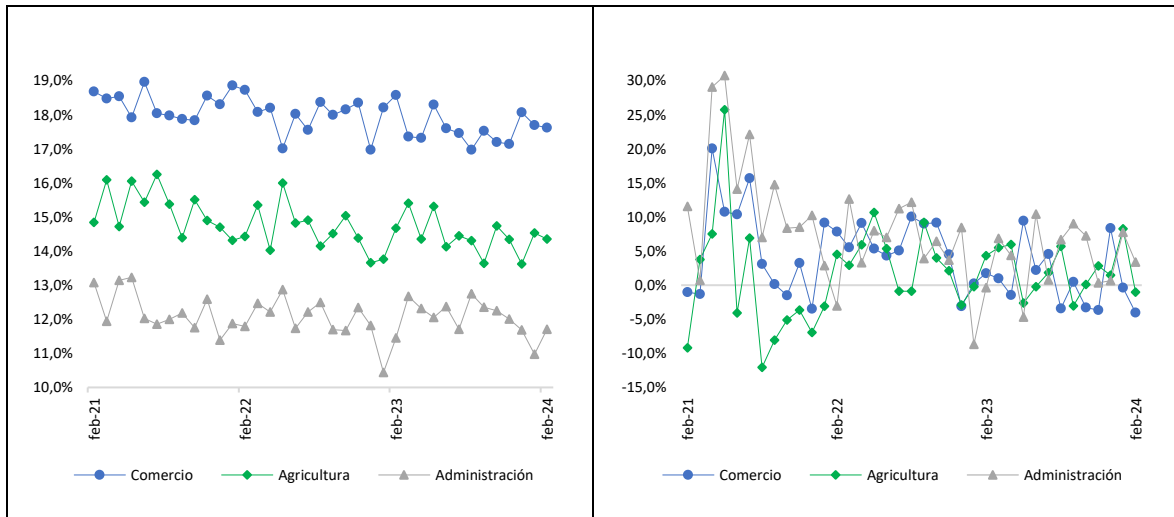 19,0%
18,0%
17,0%
16,0%
15,0%
14,0%
13,0%
12,0%
11,0%
10,0%
feb-21
feb-22
feb-23
feb-24
Comercio
Agricultura
Administración
30,0%
25,0%
20,0%
15,0%
10,0%
5,0%
0,0%
-5,0%
-10,0%
-15,0%
feb-21
feb-22
feb-23
feb-24
Comercio
Agricultura
Administración